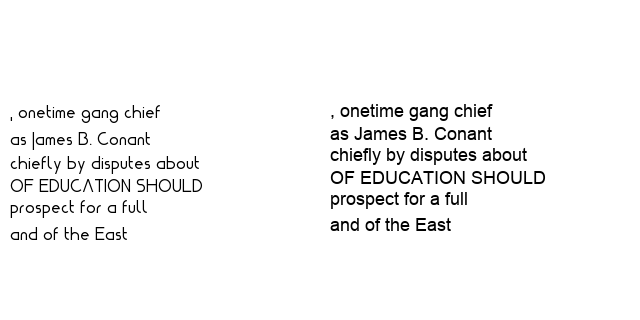 , onetime gang chief
as James B. Conant
chiefly by disputes about
OF EDUCATION SHOULD
prospect for a full
and of the East
, onetime gang chief
as James B. Conant
chiefly by disputes about
OF EDUCATION SHOULD
prospect for a full
and of the East